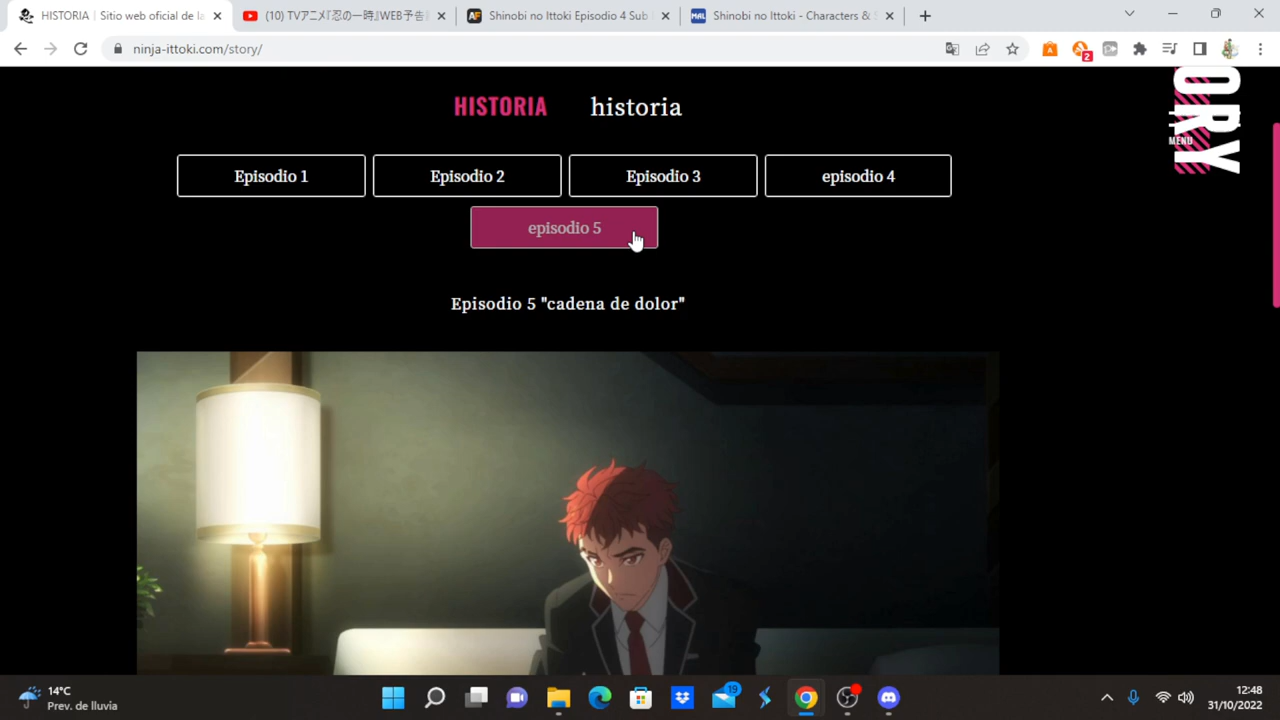 HISTORIA | Sitio web oficial de la
(10) TVアニメ『忍の一時』WEB予告
Shinobi no Ittoki Episodio 4 Sub
Shinobi no Ittoki - Characters & S
ninja-ittoki.com/story/
2
ORY
MENU
HISTORIA historia
Episodio 1
Episodio 2
Episodio 3
episodio 4
episodio 5
Episodio 5 "cadena de dolor"
14°C
Prev. de lluvia
19
12:48
31/10/2022